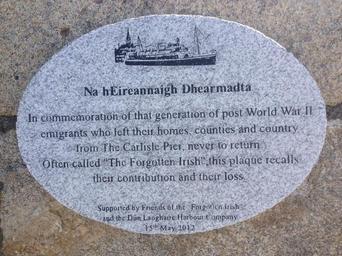 Na hEireannaigh Dhearmadta
In commemoration of that generation of post World War II
emigrants who left their homes, counties and country
from The Carlisle Pier, never to return
Often called "The Forgotten Irish", this plaque recalls
their contribution and their loss.
Supported by Friends of the "Forgotten Irish"
and the Dun Laoghaire Harbour Company
15th May 2012